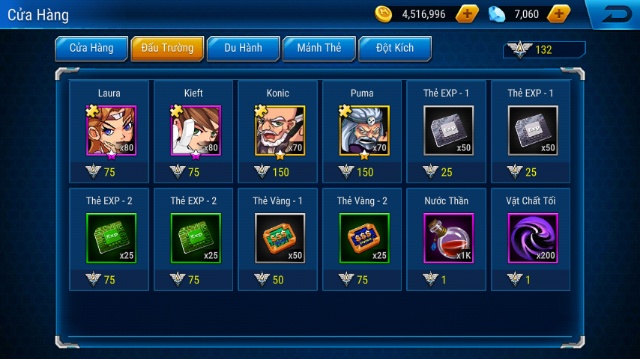 Cửa Hàng 4,516,996 7,060
Cửa Hàng Đấu Trường Du Hành Mảnh Thẻ Đột Kích 132
Laura Kieft Konic Puma Thẻ EXP - 1 Thẻ EXP - 1
x80 x80 x70 x70 x50 x50
75 75 150 150 25 25
Thẻ EXP - 2 Thẻ EXP - 2 Thẻ Vàng - 1 Thẻ Vàng - 2 Nước Thần Vật Chất Tối
EXP EXP $$$ $$$
x25 x25 x50 x25 x1K x200
75 75 50 75 1 1